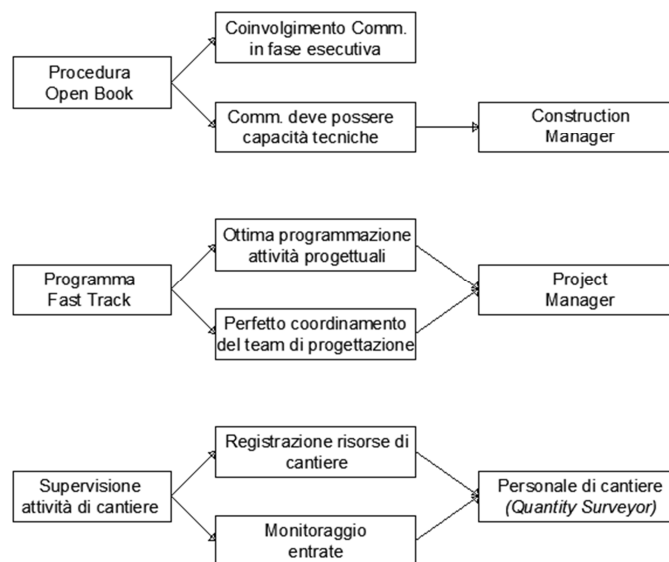 Coinvolgimento Comm.
in fase esecutiva
Procedura
Open Book
Comm. deve possere
capacità tecniche
Construction
Manager
Ottima programmazione
attività progettuali
Programma
Fast Track
Project
Manager
Perfetto coordinamento
del team di progettazione
Registrazione risorse di
cantiere
Supervisione
attività di cantiere
Personale di cantiere
(Quantity Surveyor)
Monitoraggio
entrate